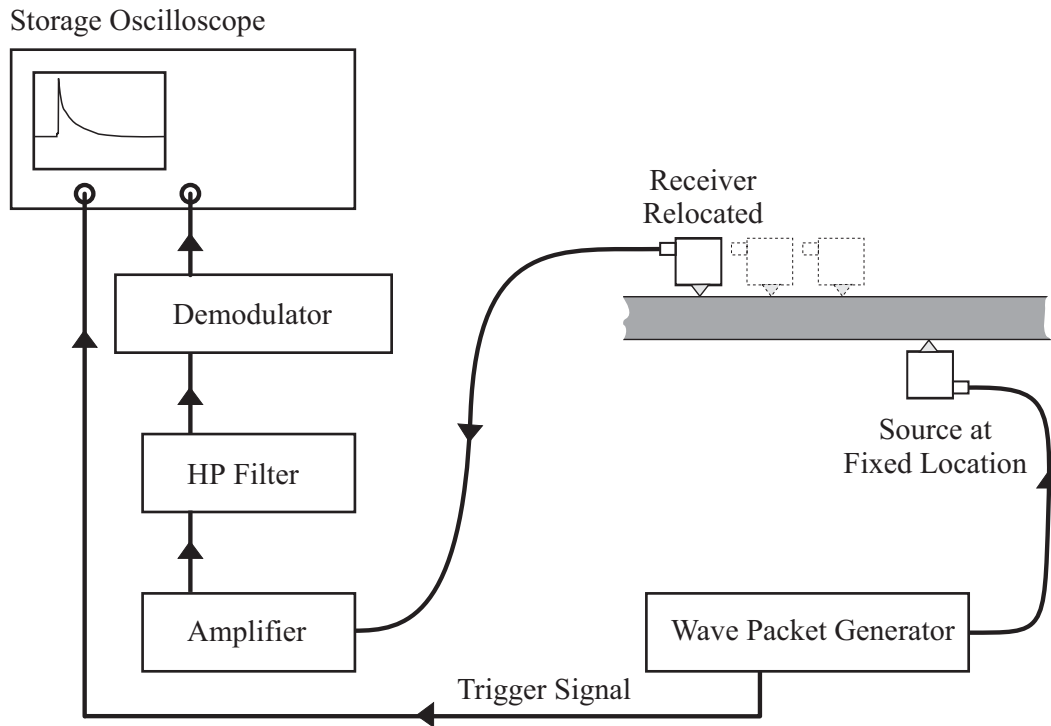 Storage Oscilloscope
Receiver
Relocated
Demodulator
Source at
Fixed Location
HP Filter
Amplifier
Wave Packet Generator
Trigger Signal